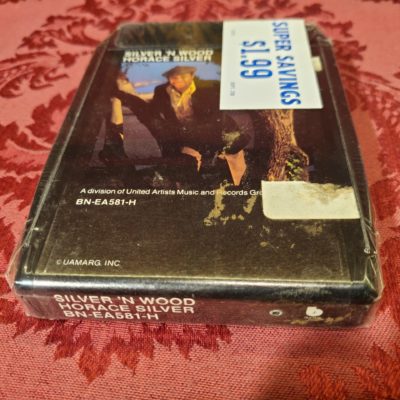 SUPER SAVINGS
$1.99
SILVER 'N WOOD
HORACE SILVER
A division of United Artists Music and Records Gro
BN-EA581-H
© UAMARG, INC.
SILVER 'N WOOD
HORACE SILVER
BN-EA581-H